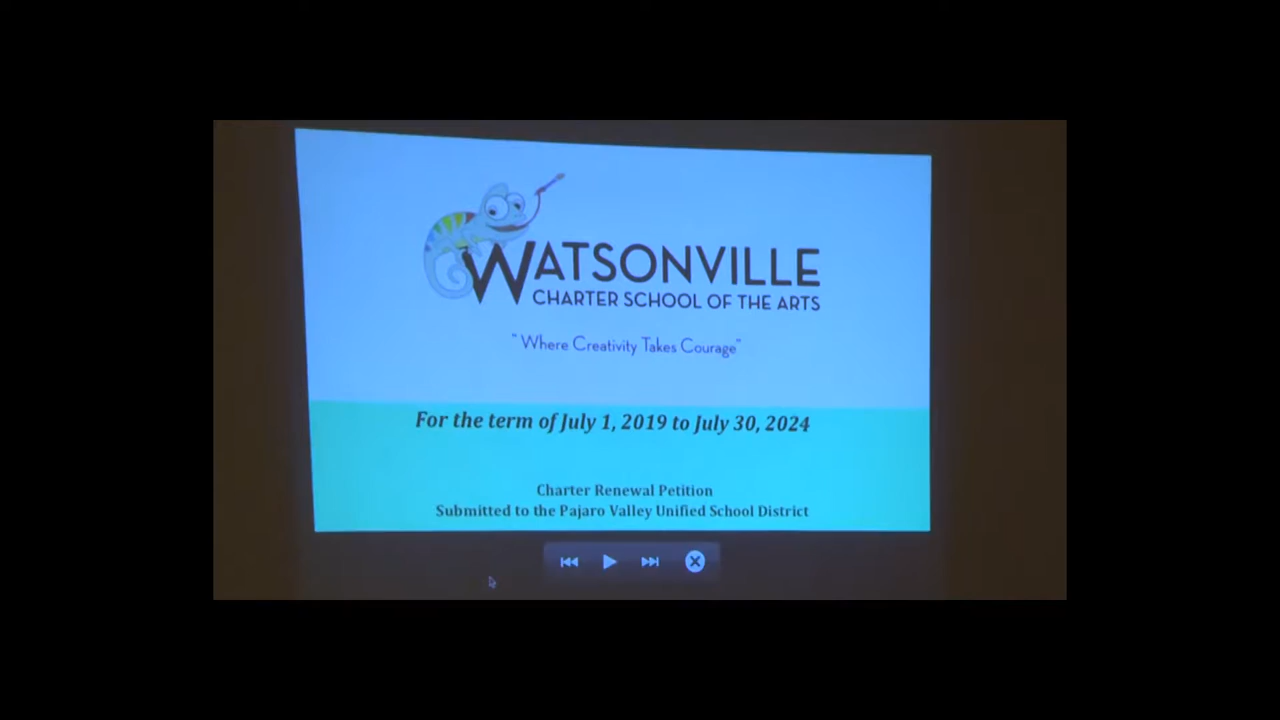 WATSONVILLE
CHARTER SCHOOL OF THE ARTS
"Where Creativity Takes Courage"
For the term of July 1, 2019 to July 30, 2024
Charter Renewal Petition
Submitted to the Pajaro Valley Unified School District